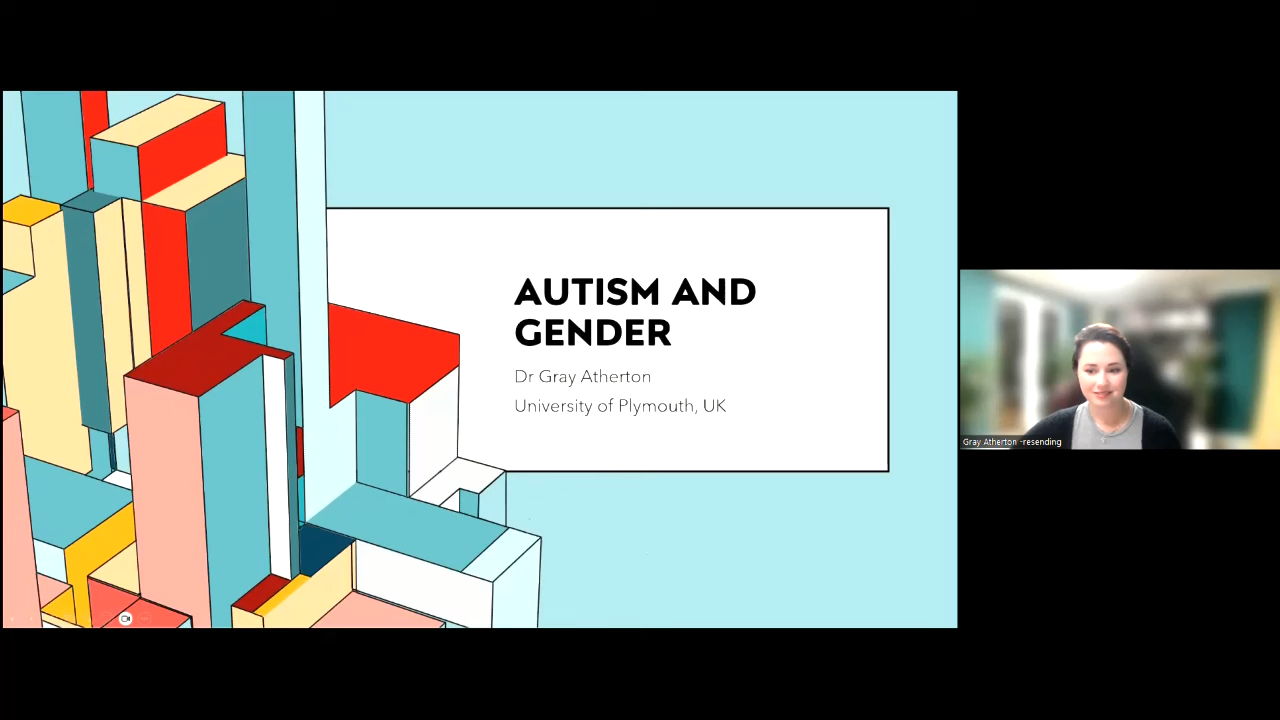 AUTISM AND
GENDER
Dr Gray Atherton
University of Plymouth, UK
Gray Atherton -resending